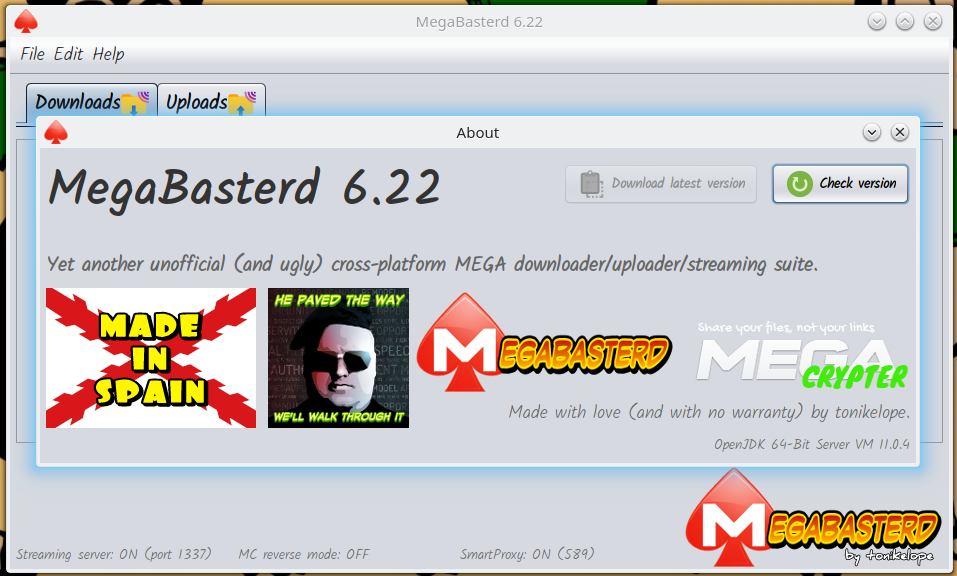 MegaBasterd 6.22
File Edit Help
Downloads Uploads
About
MegaBasterd 6.22
Download latest version
Check version
Yet another unofficial (and ugly) cross-platform MEGA downloader/uploader/streaming suite.
MADE
IN
SPAIN
HE PAVED THE WAY
WE'LL WALK THROUGH IT
MEGABASTERD
Share your files, not your links
MEGA
CRYPTER
Made with love (and with no warranty) by tonikelope.
OpenJDK 64-Bit Server VM 11.0.4
MEGABASTERD
by tonikelope
Streaming server: ON (port 1337) MC reverse mode: OFF SmartProxy: ON (589)